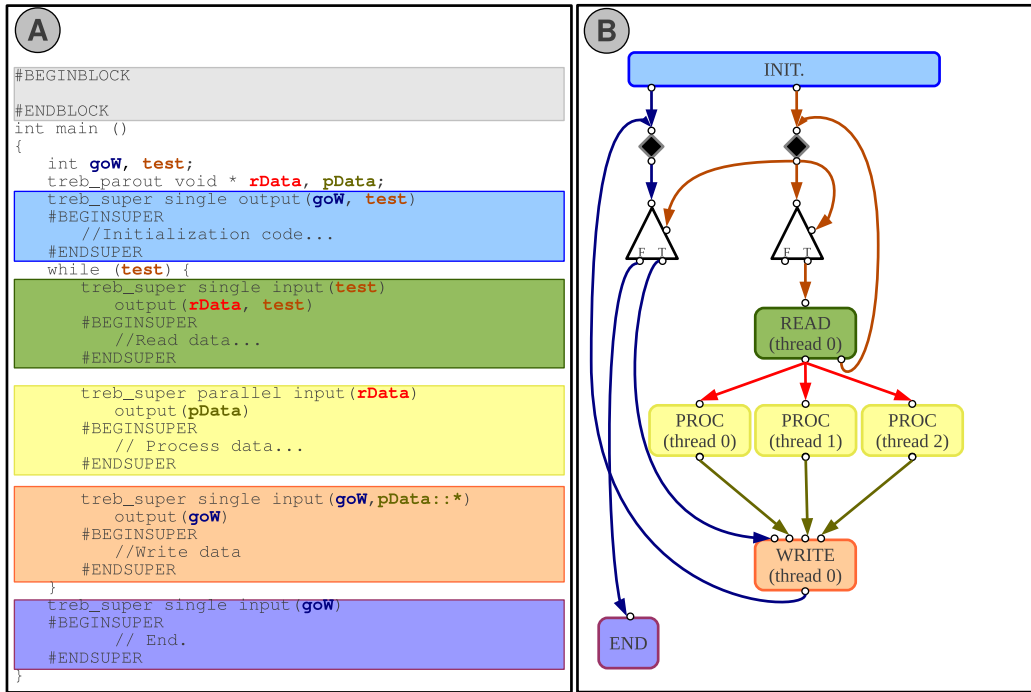 A
#BEGINBLOCK
#ENDBLOCK
int main ()
{
int goW, test;
treb_parout void * rData, pData;
treb_super single output(goW, test)
#BEGINSUPER
//Initialization code...
#ENDSUPER
while (test) {
treb_super single input(test)
output(rData, test)
#BEGINSUPER
//Read data...
#ENDSUPER
treb_super parallel input(rData)
output(pData)
#BEGINSUPER
// Process data...
#ENDSUPER
treb_super single input(goW,pData::*)
output(goW)
#BEGINSUPER
//Write data
#ENDSUPER
}
treb_super single input(goW)
#BEGINSUPER
// End.
#ENDSUPER
}
B
INIT.
F T
F T
READ
(thread 0)
PROC
(thread 0)
PROC
(thread 1)
PROC
(thread 2)
WRITE
(thread 0)
END